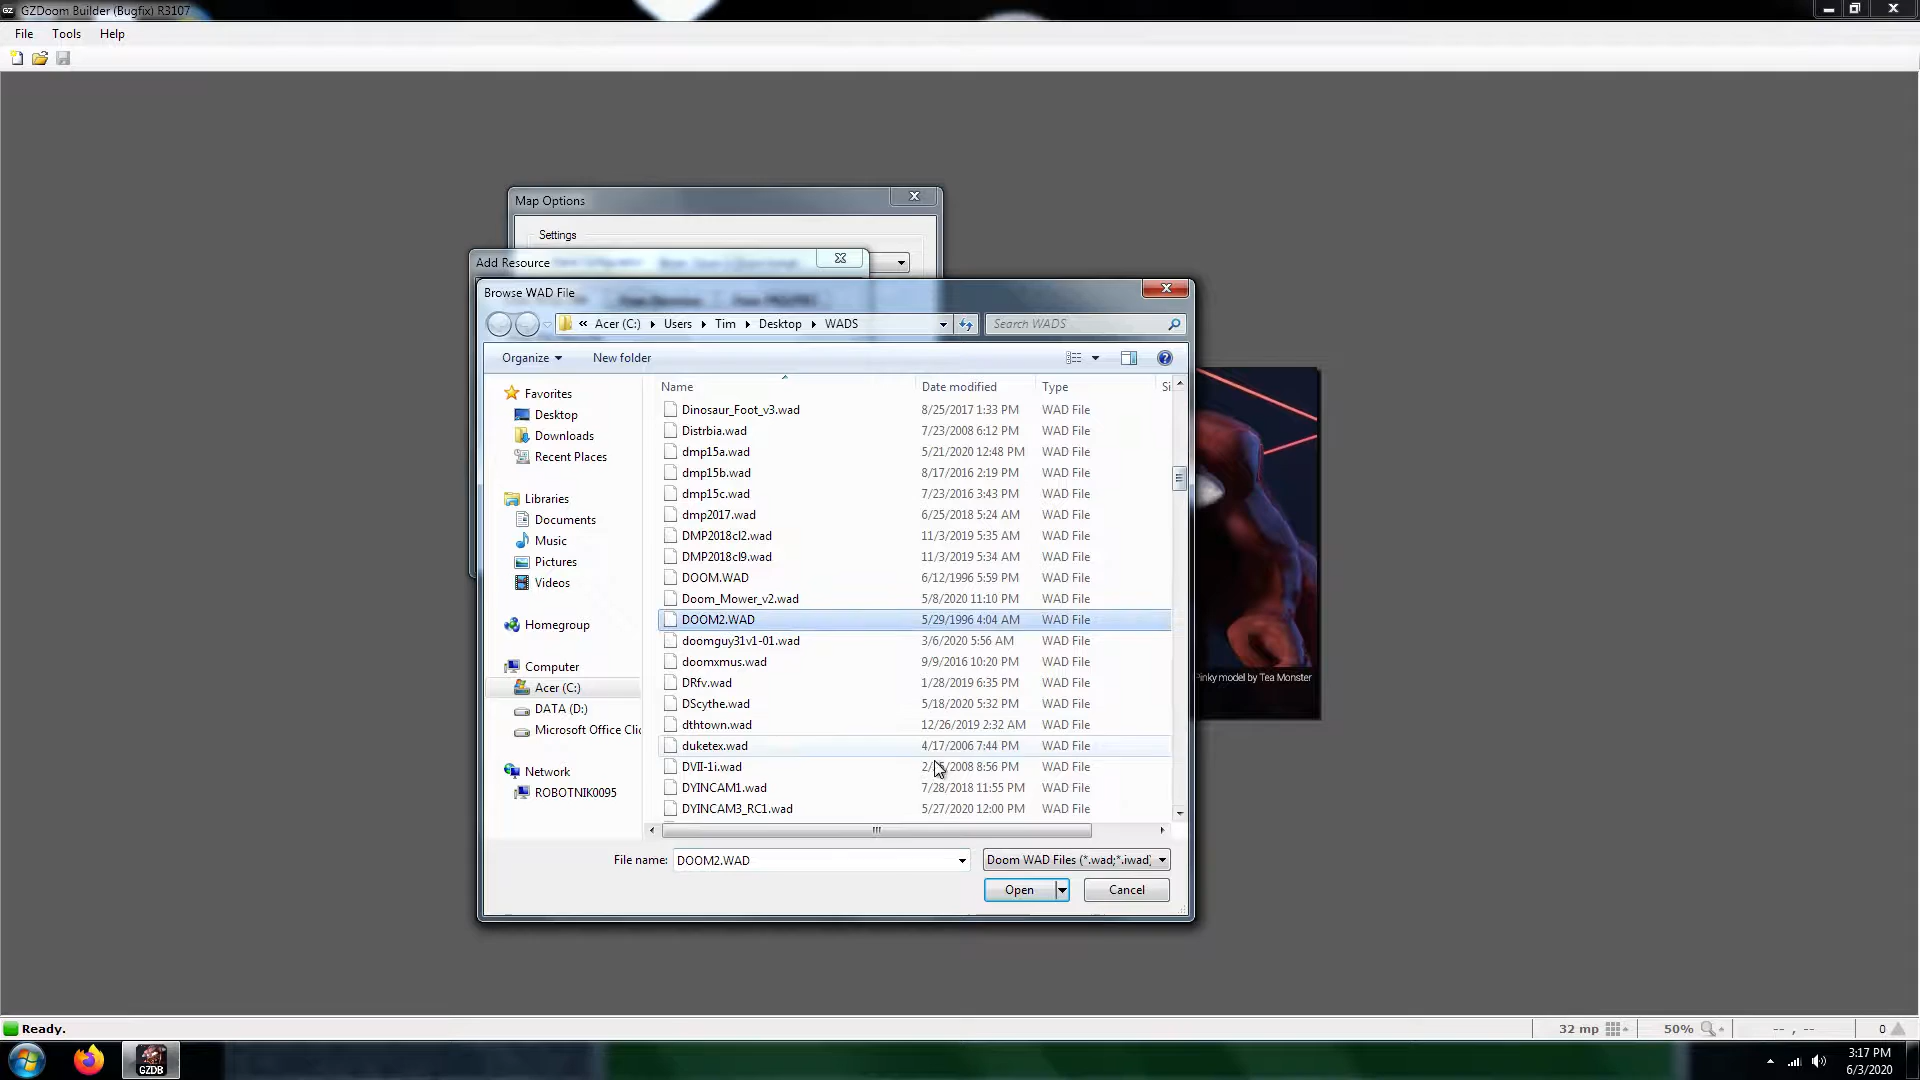 GZDoom Builder (Bugfix) R3107
File Tools Help
Map Options
Settings
Add Resource
Browse WAD File
« Acer (C:) Users Tim Desktop WADS
Search WADS
Organize New folder
Name Date modified Type Si
Favorites
Desktop
Downloads
Recent Places
Libraries
Documents
Music
Pictures
Videos
Homegroup
Computer
Acer (C:)
DATA (D:)
Microsoft Office Clic
Network
ROBOTNIK0095
Dinosaur_Foot_v3.wad 8/25/2017 1:33 PM WAD File
Distrbia.wad 7/23/2008 6:12 PM WAD File
dmp15a.wad 5/21/2020 12:48 PM WAD File
dmp15b.wad 8/17/2016 2:19 PM WAD File
dmp15c.wad 7/23/2016 3:43 PM WAD File
dmp2017.wad 6/25/2018 5:24 AM WAD File
DMP2018cl2.wad 11/3/2019 5:35 AM WAD File
DMP2018cl9.wad 11/3/2019 5:34 AM WAD File
DOOM.WAD 6/12/1996 5:59 PM WAD File
Doom_Mower_v2.wad 5/8/2020 11:10 PM WAD File
DOOM2.WAD 5/29/1996 4:04 AM WAD File
doomguy31v1-01.wad 3/6/2020 5:56 AM WAD File
doomxmus.wad 9/9/2016 10:20 PM WAD File
DRfv.wad 1/28/2019 6:35 PM WAD File
DScythe.wad 5/18/2020 5:32 PM WAD File
dthtown.wad 12/26/2019 2:32 AM WAD File
duketex.wad 4/17/2006 7:44 PM WAD File
DVII-1i.wad /2008 8:56 PM WAD File
DYINCAM1.wad 7/28/2018 11:55 PM WAD File
DYINCAM3_RC1.wad 5/27/2020 12:00 PM WAD File
File name: DOOM2.WAD Doom WAD Files (*.wad;*.iwad)
Open Cancel
Pinky model by Tea Monster
Ready. 32 mp 50% -- , -- 0
GZDB
3:17 PM
6/3/2020